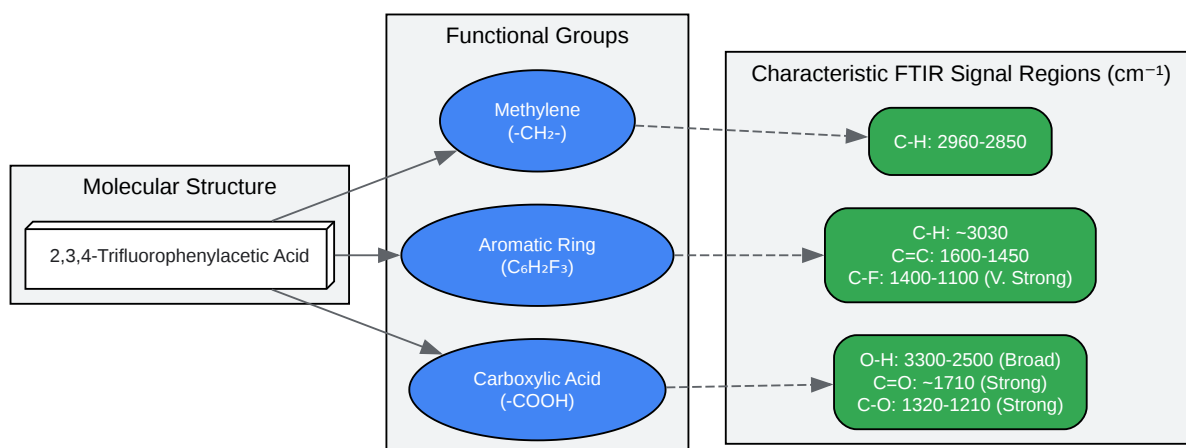 Molecular Structure
2,3,4-Trifluorophenylacetic Acid
Functional Groups
Methylene
(-CH₂-)
Aromatic Ring
(C₆H₂F₃)
Carboxylic Acid
(-COOH)
Characteristic FTIR Signal Regions (cm⁻¹)
C-H: 2960-2850
C-H: ~3030
C=C: 1600-1450
C-F: 1400-1100 (V. Strong)
O-H: 3300-2500 (Broad)
C=O: ~1710 (Strong)
C-O: 1320-1210 (Strong)